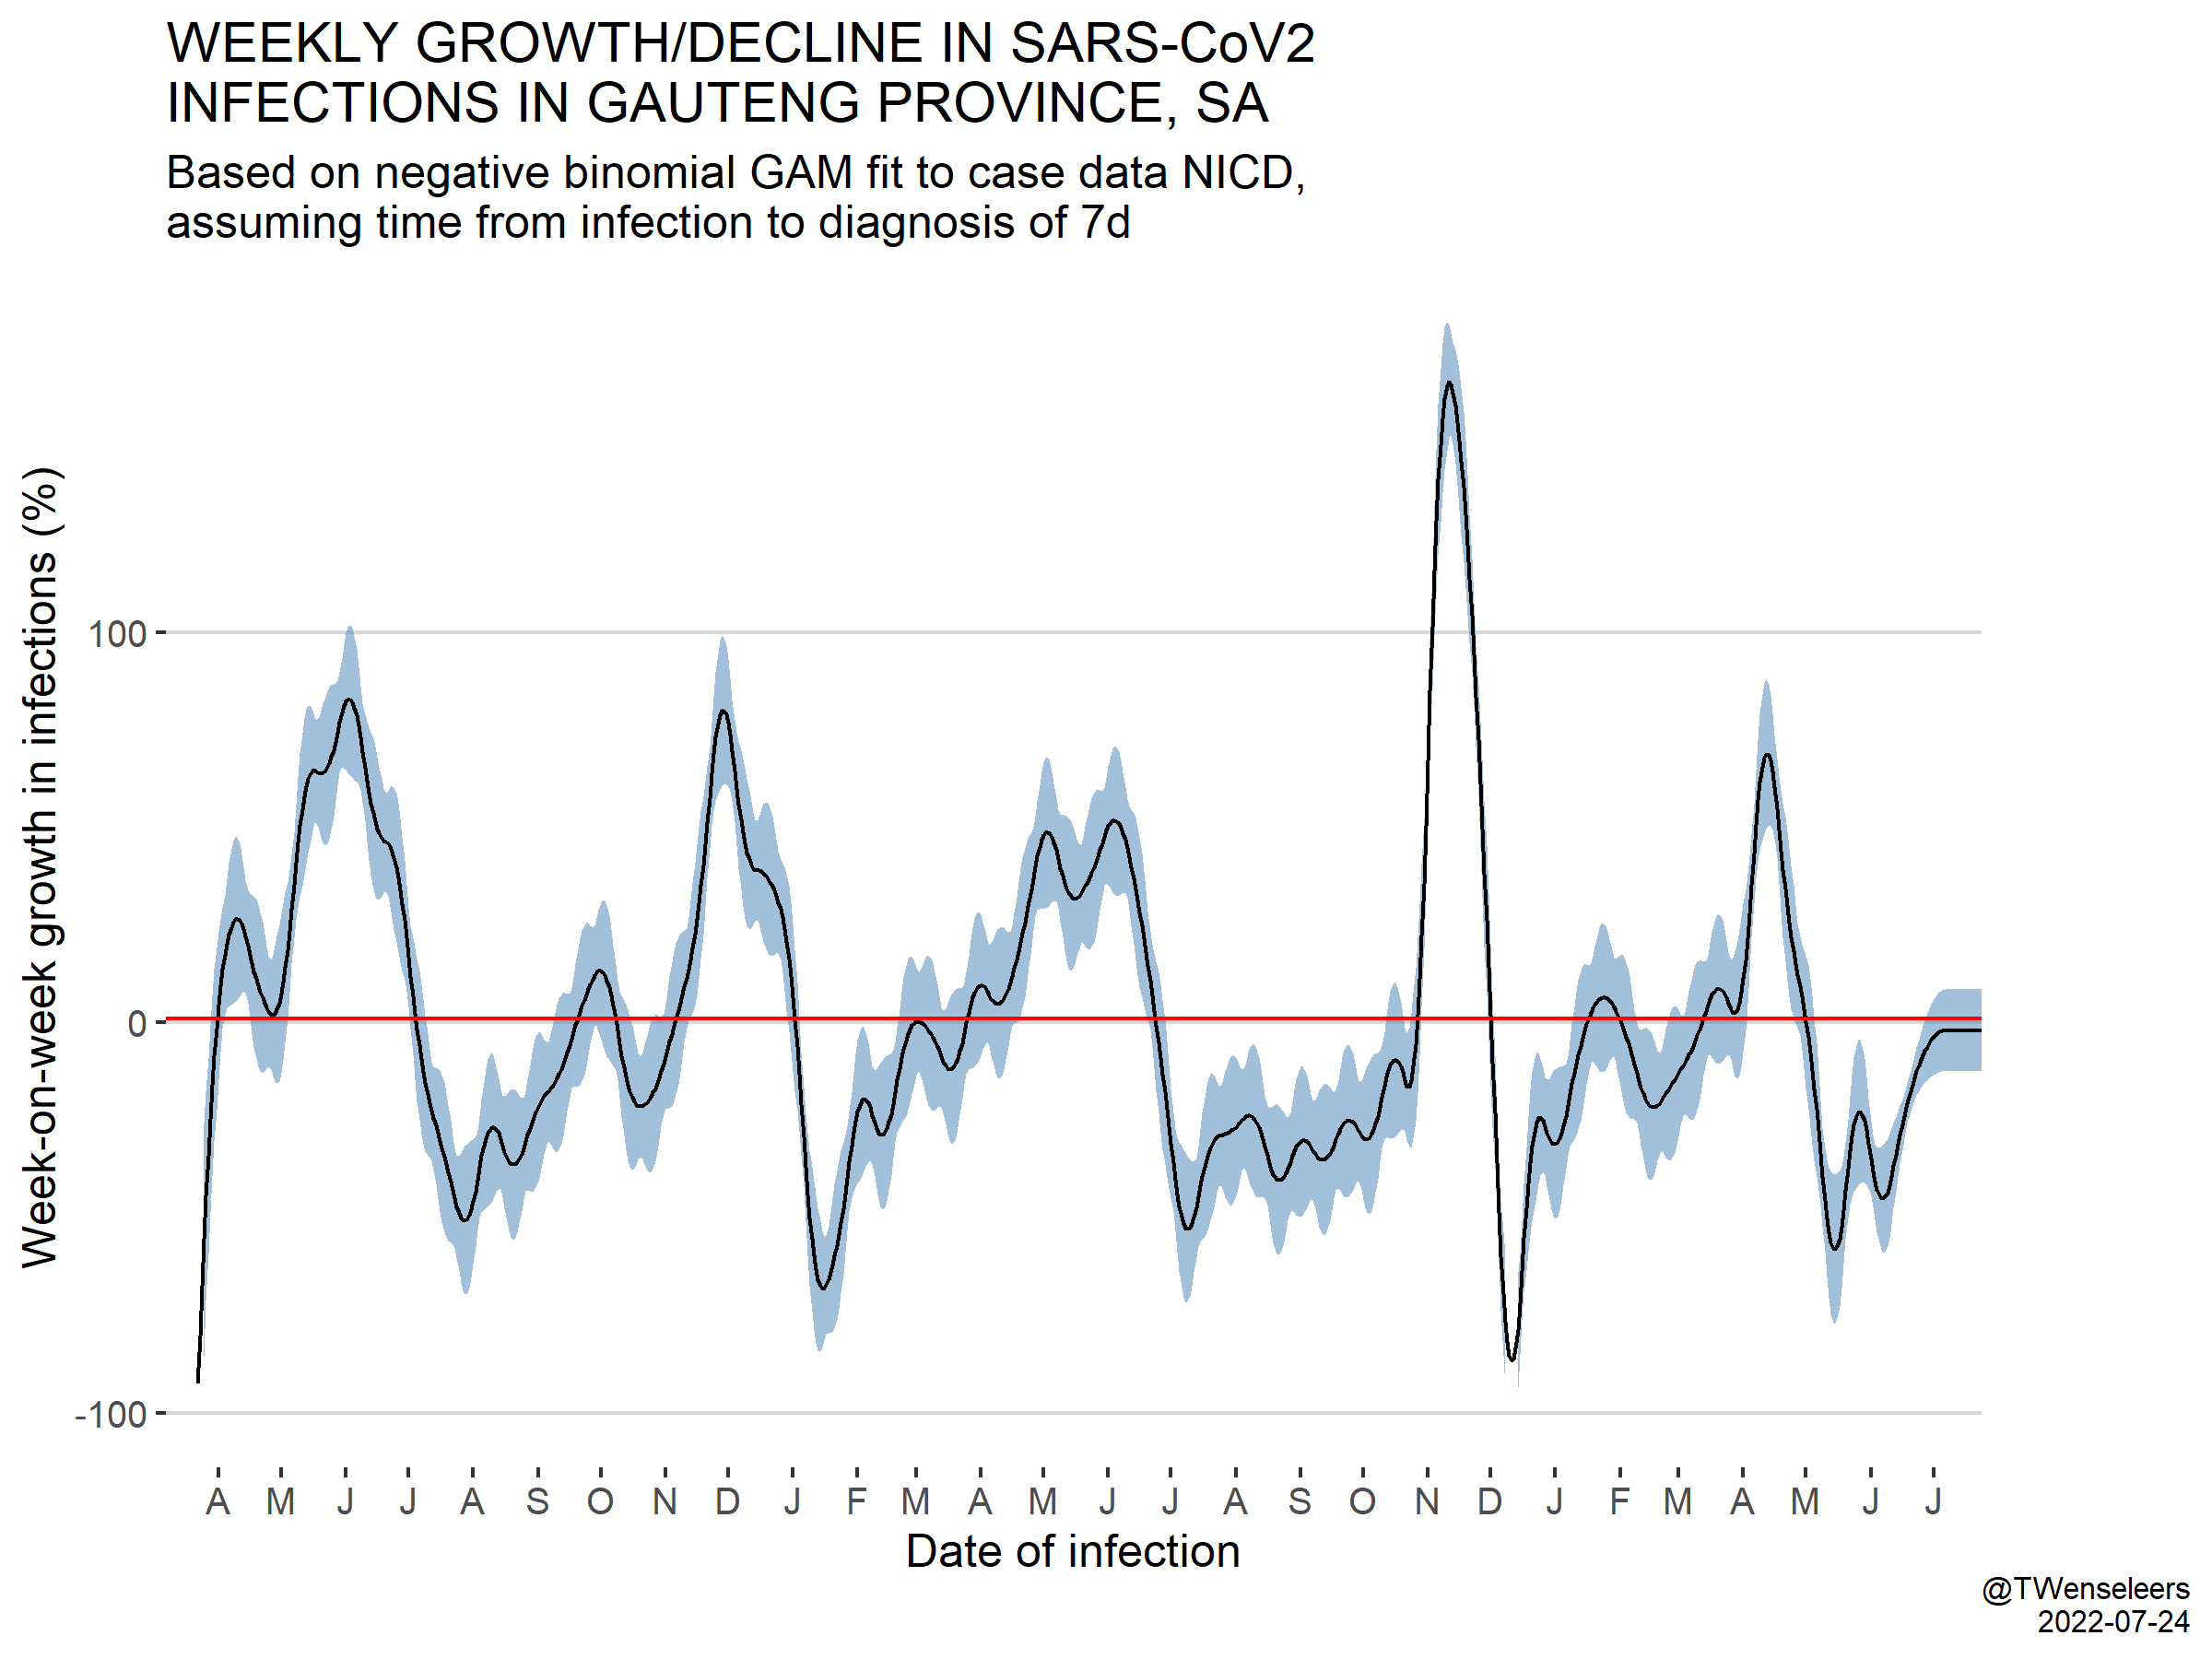 WEEKLY GROWTH/DECLINE IN SARS-CoV2
INFECTIONS IN GAUTENG PROVINCE, SA
Based on negative binomial GAM fit to case data NICD,
assuming time from infection to diagnosis of 7d
Week-on-week growth in infections (%)
100
0
-100
A M J J A S O N D J F M A M J J A S O N D J F M A M J J
Date of infection
@TWenseleers
2022-07-24